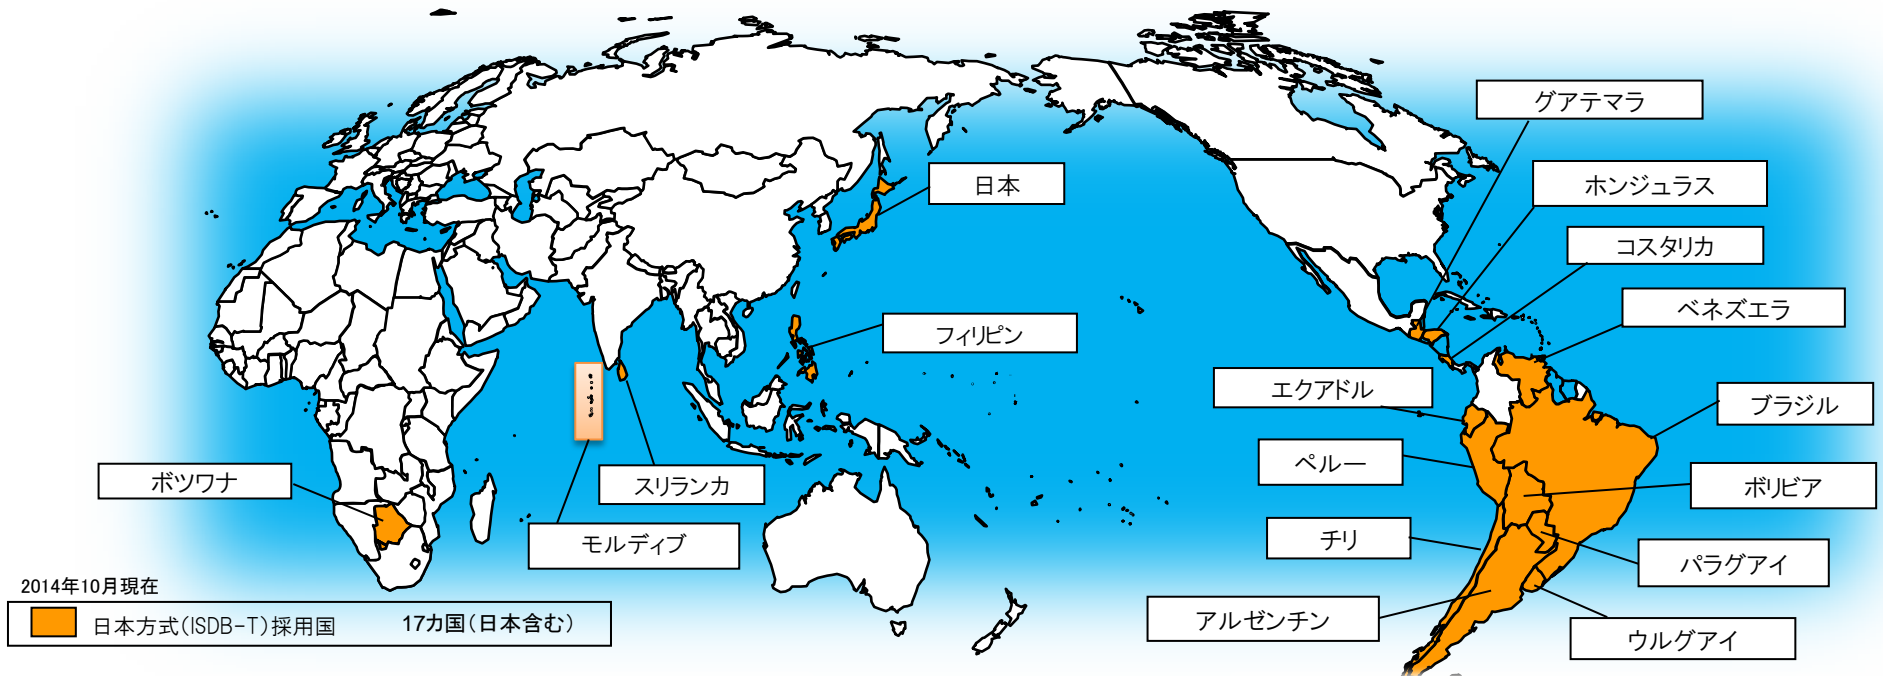 グアテマラ
日本
ホンジュラス
コスタリカ
ベネズエラ
フィリピン
エクアドル
ブラジル
ペルー
ボツワナ
スリランカ
ボリビア
モルディブ
チリ
パラグアイ
2014年10月現在
アルゼンチン
日本方式(ISDB-T)採用国 17カ国(日本含む)
ウルグアイ